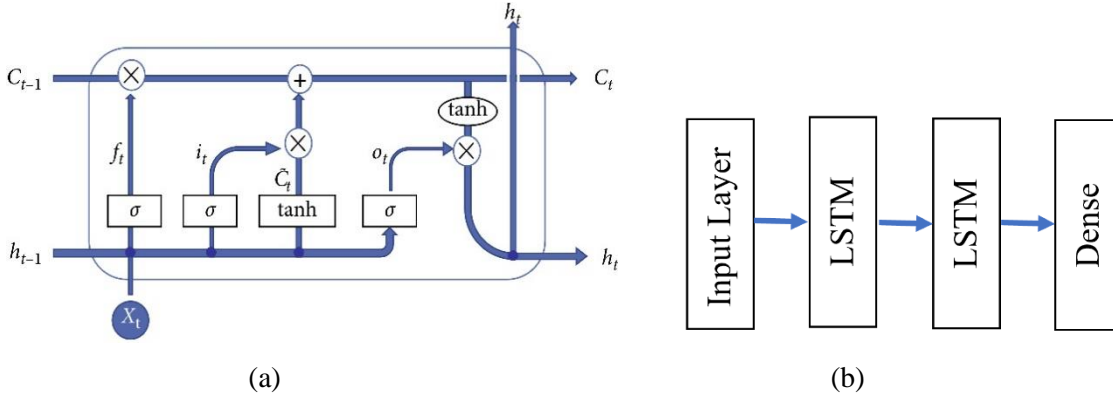 h_t
C_{t-1}
×
+
C_t
tanh
f_t
i_t
×
o_t
×
C̃_t
σ
σ
tanh
σ
h_{t-1}
h_t
X_t
(a)
Input Layer
LSTM
LSTM
Dense
(b)